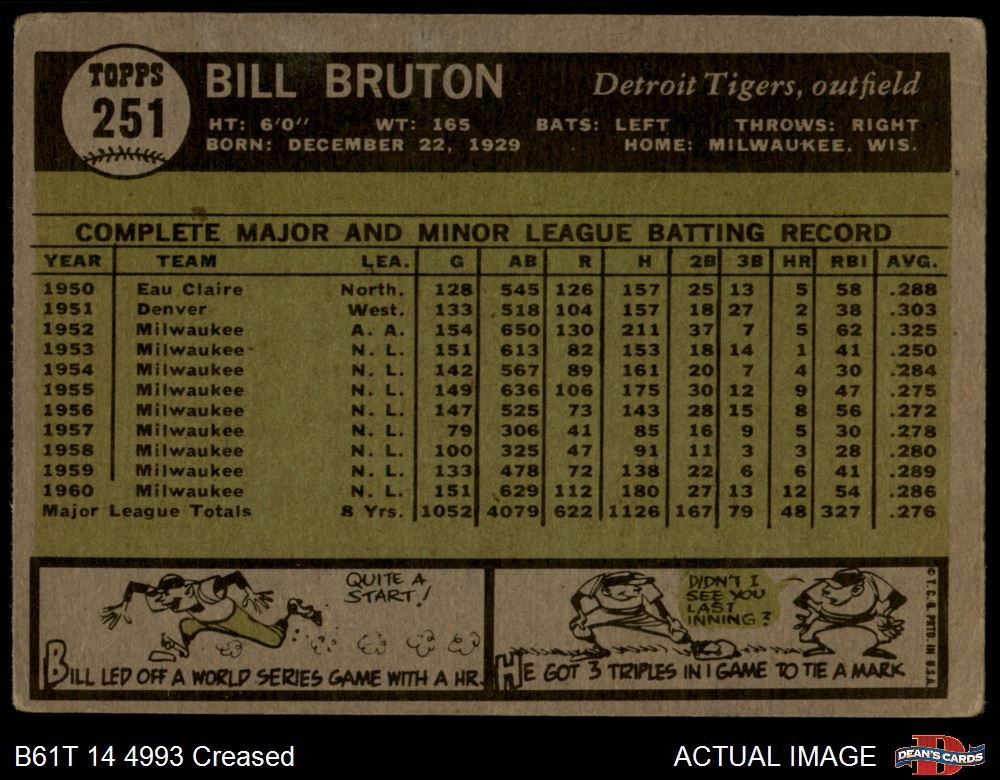 TOPPS
251
BILL BRUTON
Detroit Tigers, outfield
HT: 6'0" WT: 165 BATS: LEFT THROWS: RIGHT
BORN: DECEMBER 22, 1929 HOME: MILWAUKEE, WIS.
COMPLETE MAJOR AND MINOR LEAGUE BATTING RECORD
YEAR TEAM LEA. G AB R H 2B 3B HR RBI AVG.
1950 Eau Claire North. 128 545 126 157 25 13 5 58 .288
1951 Denver West. 133 518 104 157 18 27 2 38 .303
1952 Milwaukee A. A. 154 650 130 211 37 7 5 62 .325
1953 Milwaukee N. L. 151 613 82 153 18 14 1 41 .250
1954 Milwaukee N. L. 142 567 89 161 20 7 4 30 .284
1955 Milwaukee N. L. 149 636 106 175 30 12 9 47 .275
1956 Milwaukee N. L. 147 525 73 143 28 15 8 56 .272
1957 Milwaukee N. L. 79 306 41 85 16 9 5 30 .278
1958 Milwaukee N. L. 100 325 47 91 11 3 3 28 .280
1959 Milwaukee N. L. 133 478 72 138 22 6 6 41 .289
1960 Milwaukee N. L. 151 629 112 180 27 13 12 54 .286
Major League Totals 8 Yrs. 1052 4079 622 1126 167 79 48 327 .276
QUITE A
START!
BILL LED OFF A WORLD SERIES GAME WITH A HR.
DIDN'T I
SEE YOU
LAST
INNING?
HE GOT 3 TRIPLES IN 1 GAME TO TIE A MARK
© T.C.G. PRTD. IN U.S.A.
B61T 14 4993 Creased
ACTUAL IMAGE
DEAN'S CARDS